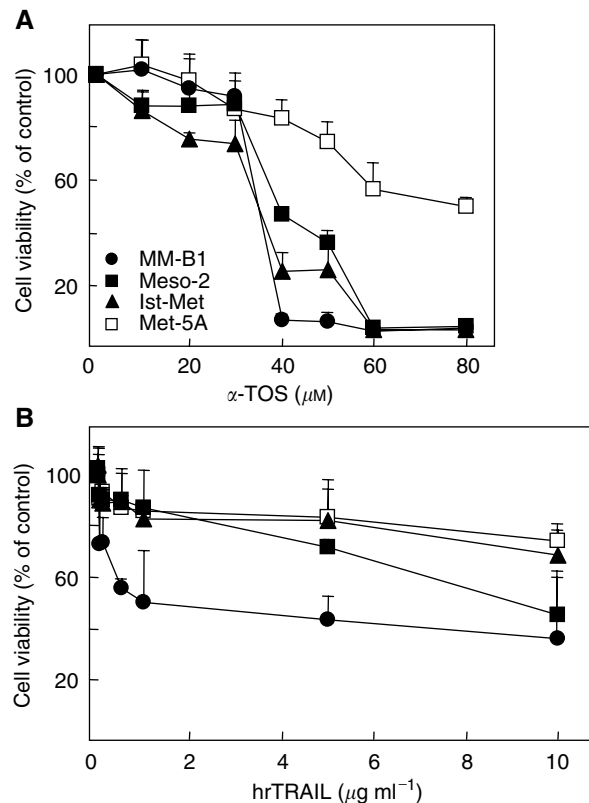 A
Cell viability (% of control)
100
60
20
MM-B1
Meso-2
Ist-Met
Met-5A
0 20 40 60 80
α-TOS (μM)
B
Cell viability (% of control)
100
60
20
0 2 4 6 8 10
hrTRAIL (μg ml⁻¹)